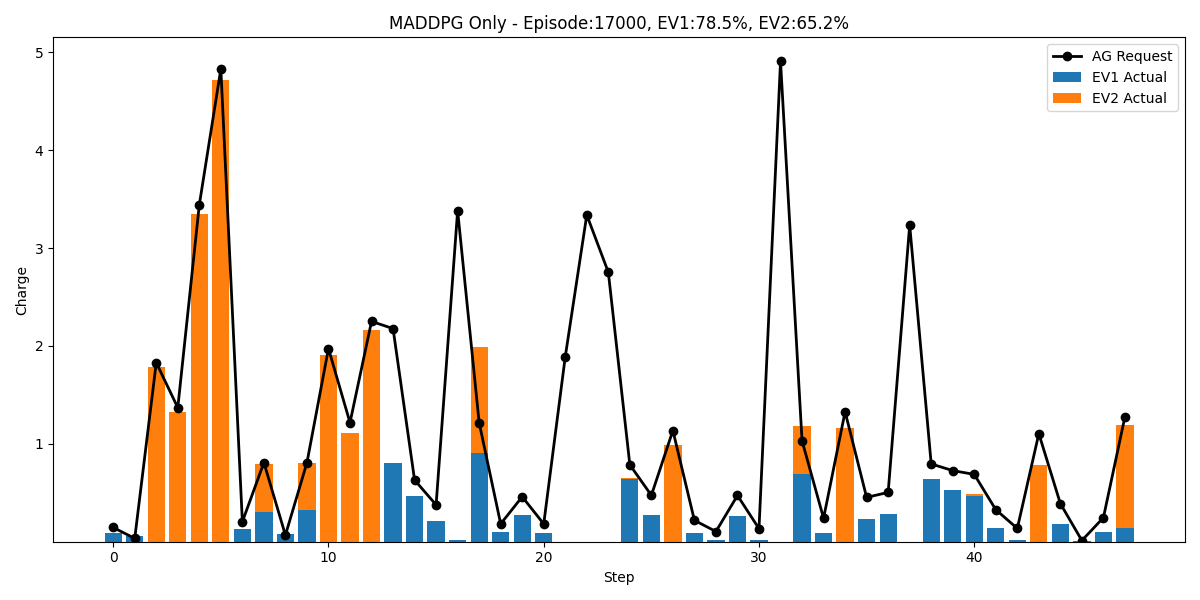 MADDPG Only - Episode:17000, EV1:78.5%, EV2:65.2%
AG Request
EV1 Actual
EV2 Actual
Charge
5
4
3
2
1
0
10
20
30
40
Step